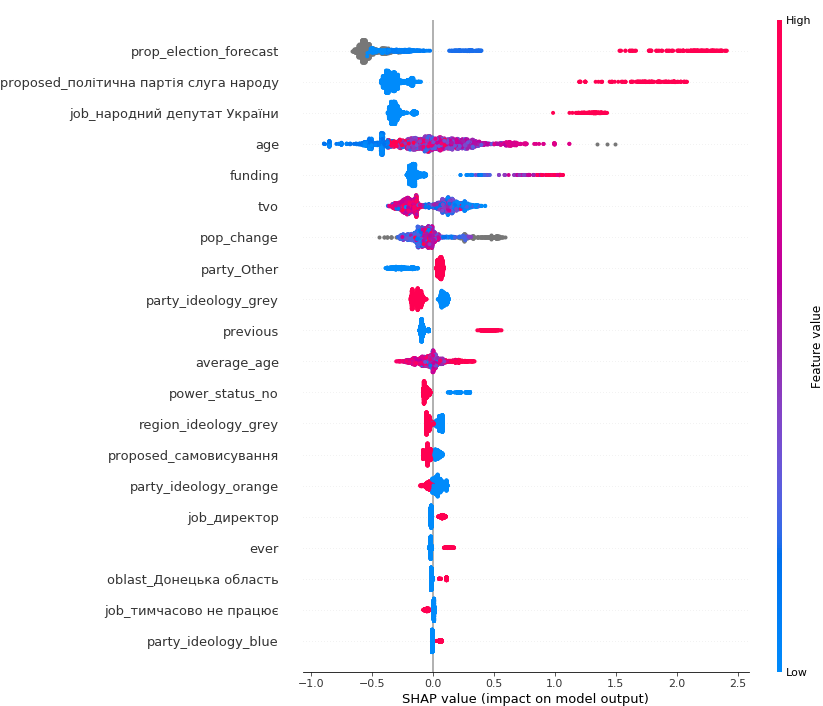 High
prop_election_forecast
proposed_політична партія слуга народу
job_народний депутат України
age
funding
tvo
pop_change
party_Other
party_ideology_grey
previous
average_age
power_status_no
region_ideology_grey
proposed_самовисування
party_ideology_orange
job_директор
ever
oblast_Донецька область
job_тимчасово не працює
party_ideology_blue
Feature value
Low
−1.0 −0.5 0.0 0.5 1.0 1.5 2.0 2.5
SHAP value (impact on model output)